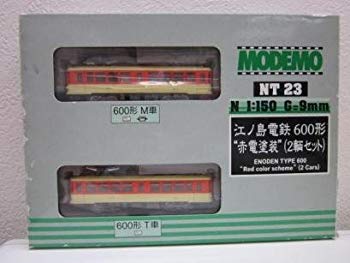 MODEMO
NT 23
N 1:150 G=9mm
江ノ島電鉄600形
"赤電塗装"(2輛セット)
ENODEN TYPE 600
"Red color scheme" (2 Cars)
600形 M車
600形 T車